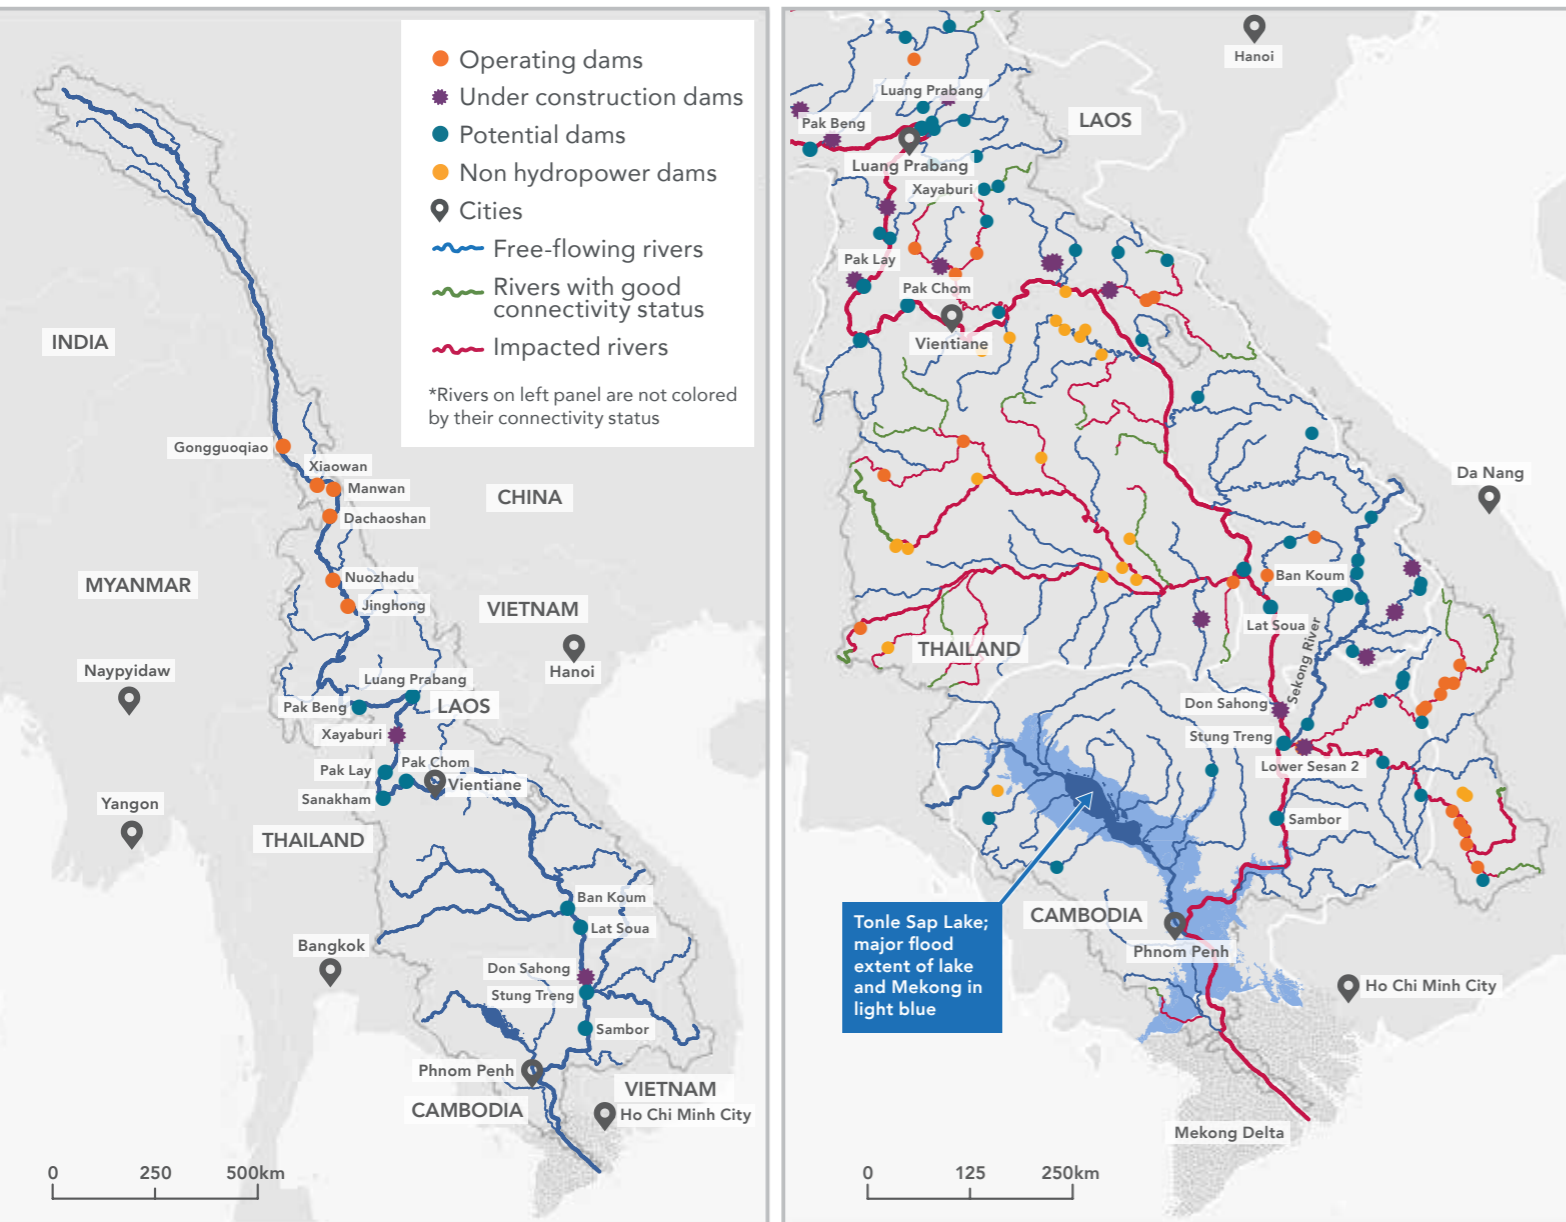 Operating dams
Under construction dams
Potential dams
Non hydropower dams
Cities
Free-flowing rivers
Rivers with good
connectivity status
Impacted rivers
*Rivers on left panel are not colored
by their connectivity status
INDIA
Gongguoqiao
Xiaowan
Manwan
CHINA
Dachaoshan
Nuozhadu
MYANMAR
Jinghong
VIETNAM
Hanoi
Naypyidaw
Luang Prabang
Pak Beng
LAOS
Xayaburi
Pak Lay
Pak Chom
Vientiane
Sanakham
Yangon
THAILAND
Ban Koum
Lat Soua
Bangkok
Don Sahong
Stung Treng
Sambor
Phnom Penh
VIETNAM
CAMBODIA
Ho Chi Minh City
0 250 500km
Hanoi
Luang Prabang
Pak Beng
LAOS
Luang Prabang
Xayaburi
Pak Lay
Pak Chom
Vientiane
Da Nang
Ban Koum
Lat Soua
THAILAND
Sekong River
Don Sahong
Stung Treng
Lower Sesan 2
Sambor
Tonle Sap Lake;
major flood
extent of lake
and Mekong in
light blue
CAMBODIA
Phnom Penh
Ho Chi Minh City
Mekong Delta
0 125 250km